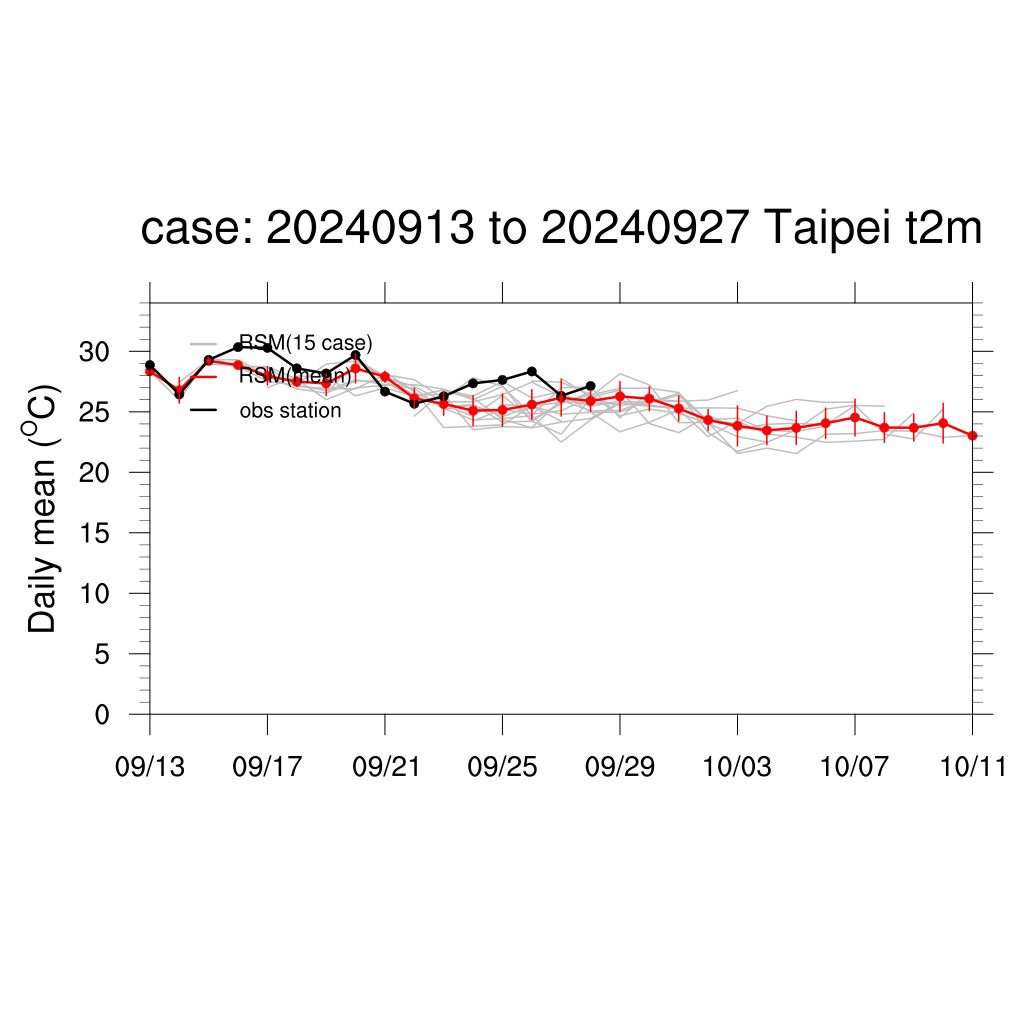 case: 20240913 to 20240927 Taipei t2m
Daily mean (°C)
30
25
20
15
10
5
0
RSM(15 case)
RSM(mean)
obs station
09/13 09/17 09/21 09/25 09/29 10/03 10/07 10/11